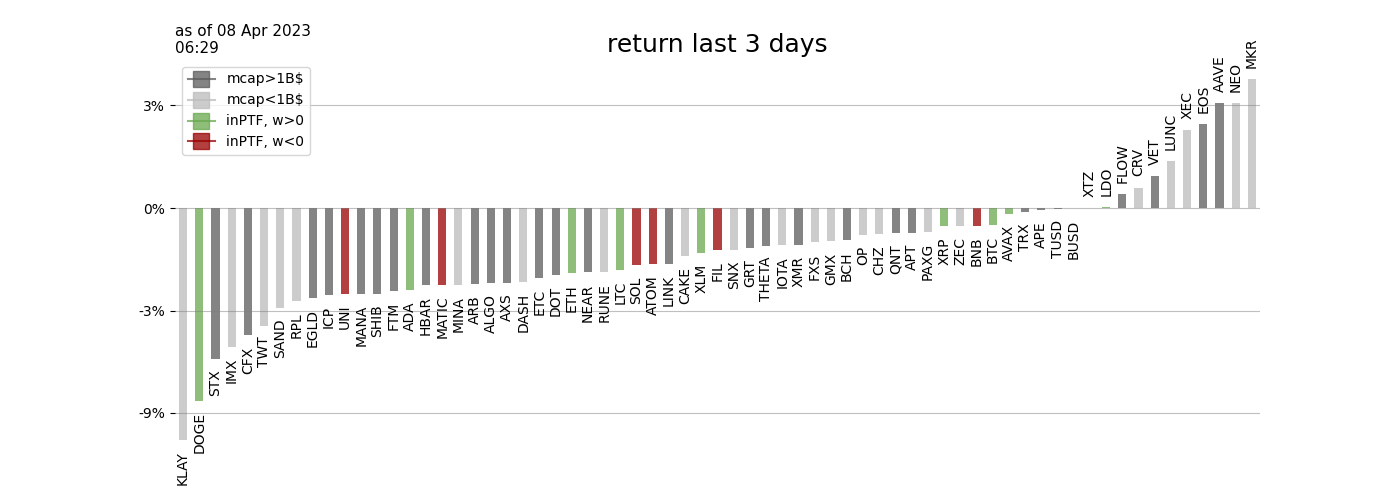 as of 08 Apr 2023
06:29
return last 3 days
mcap>1B$
mcap<1B$
inPTF, w>0
inPTF, w<0
3%
0%
-3%
-9%
KLAY
DOGE
STX
IMX
CFX
TWT
SAND
RPL
EGLD
ICP
UNI
MANA
SHIB
FTM
ADA
HBAR
MATIC
MINA
ARB
ALGO
AXS
DASH
ETC
DOT
ETH
NEAR
RUNE
LTC
SOL
ATOM
LINK
CAKE
XLM
FIL
SNX
GRT
THETA
IOTA
XMR
FXS
GMX
BCH
OP
CHZ
QNT
APT
PAXG
XRP
ZEC
BNB
BTC
AVAX
TRX
APE
TUSD
BUSD
XTZ
LDO
FLOW
CRV
VET
LUNC
XEC
EOS
AAVE
NEO
MKR